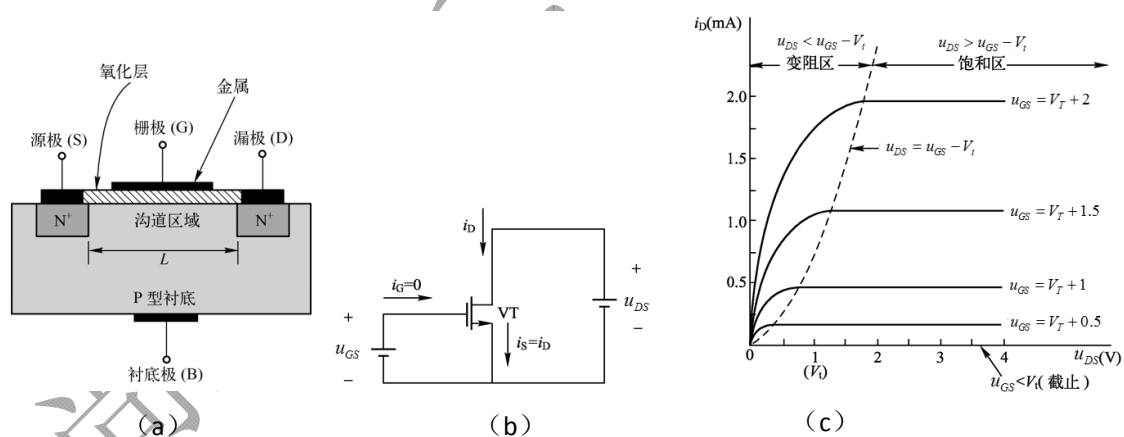 氧化层
金属
栅极 (G)
源极 (S)
漏极 (D)
N⁺
沟道区域
N⁺
L
P 型衬底
衬底极 (B)
(a)
i_D
i_G=0
VT
+
u_GS
−
i_S=i_D
+
u_DS
−
(b)
i_D(mA)
u_DS < u_GS − V_t
变阻区
u_DS > u_GS − V_t
饱和区
2.0
u_GS = V_T + 2
u_DS = u_GS − V_t
1.5
1.0
u_GS = V_T + 1.5
0.5
u_GS = V_T + 1
u_GS = V_T + 0.5
0 1 2 3 4 u_DS(V)
(V_t)
u_GS<V_t(截止)
(c)